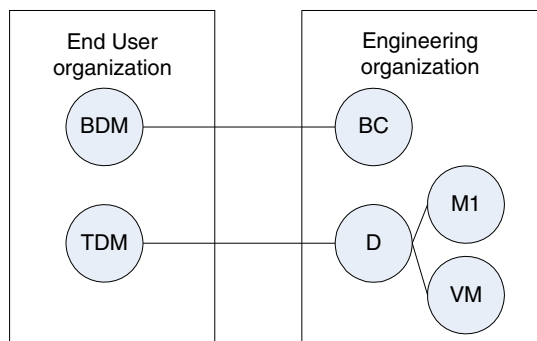 End User
organization
BDM
TDM
Engineering
organization
BC
D
M1
VM